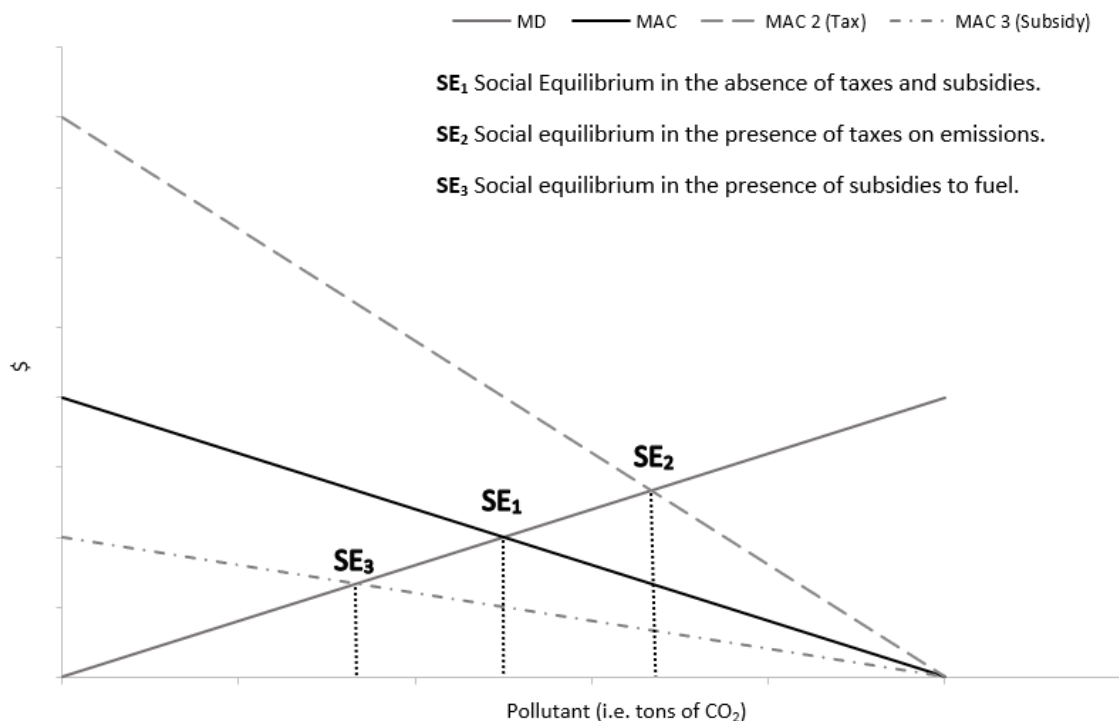 MD MAC MAC 2 (Tax) MAC 3 (Subsidy)
SE₁ Social Equilibrium in the absence of taxes and subsidies.
SE₂ Social equilibrium in the presence of taxes on emissions.
SE₃ Social equilibrium in the presence of subsidies to fuel.
$
SE₂
SE₁
SE₃
Pollutant (i.e. tons of CO₂)